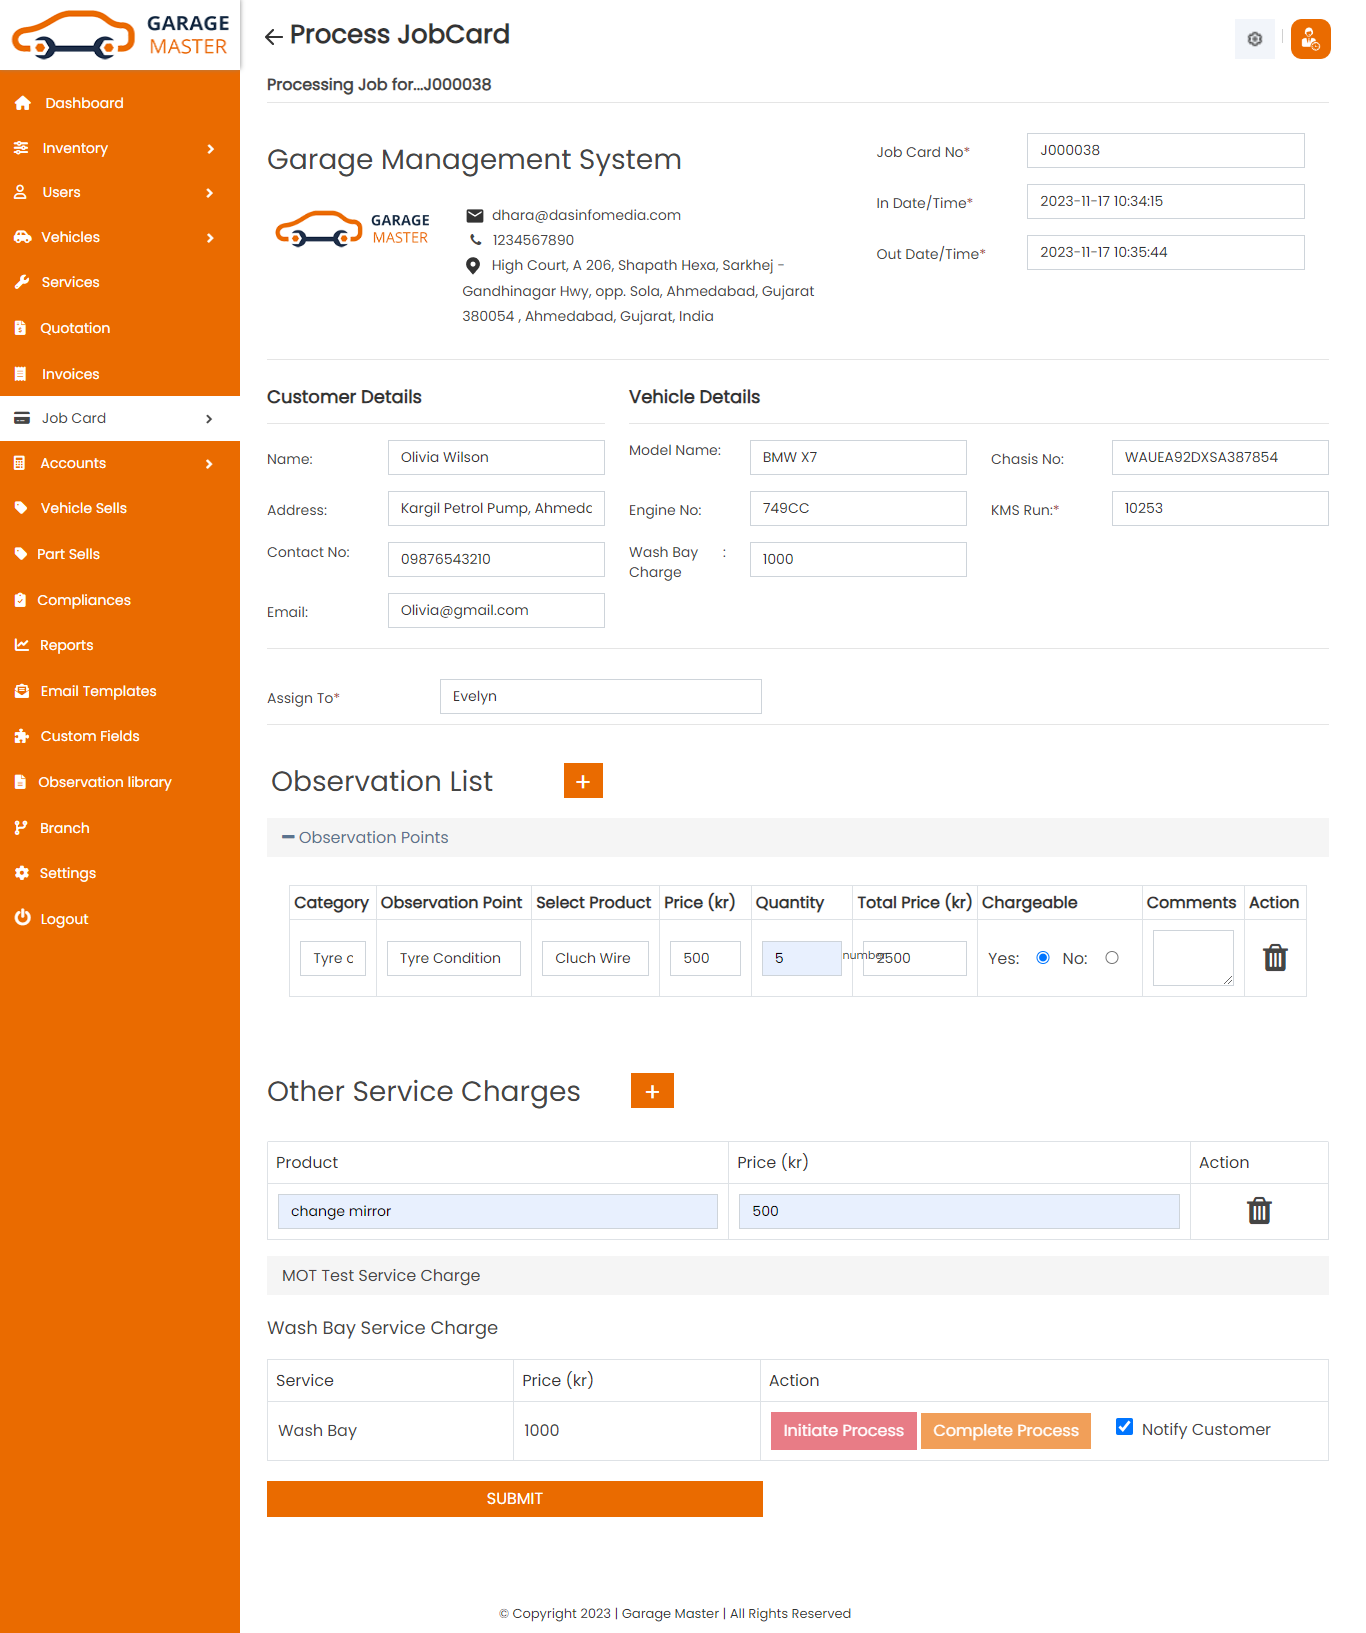 GARAGE
MASTER
Dashboard
Inventory
Users
Vehicles
Services
Quotation
Invoices
Job Card
Accounts
Vehicle Sells
Part Sells
Compliances
Reports
Email Templates
Custom Fields
Observation library
Branch
Settings
Logout
Process JobCard
Processing Job for...J000038
Garage Management System
GARAGE
MASTER
dhara@dasinfomedia.com
1234567890
High Court, A 206, Shapath Hexa, Sarkhej -
Gandhinagar Hwy, opp. Sola, Ahmedabad, Gujarat
380054 , Ahmedabad, Gujarat, India
Job Card No* J000038
In Date/Time* 2023-11-17 10:34:15
Out Date/Time* 2023-11-17 10:35:44
Customer Details
Name: Olivia Wilson
Address: Kargil Petrol Pump, Ahmedc
Contact No: 09876543210
Email: Olivia@gmail.com
Vehicle Details
Model Name: BMW X7 Chasis No: WAUEA92DXSA387854
Engine No: 749CC KMS Run:* 10253
Wash Bay : 1000
Charge
Assign To* Evelyn
Observation List +
Observation Points
Category Observation Point Select Product Price (kr) Quantity Total Price (kr) Chargeable Comments Action
Tyre c Tyre Condition Cluch Wire 500 5 number 2500 Yes: No:
Other Service Charges +
Product Price (kr) Action
change mirror 500
MOT Test Service Charge
Wash Bay Service Charge
Service Price (kr) Action
Wash Bay 1000 Initiate Process Complete Process Notify Customer
SUBMIT
© Copyright 2023 | Garage Master | All Rights Reserved